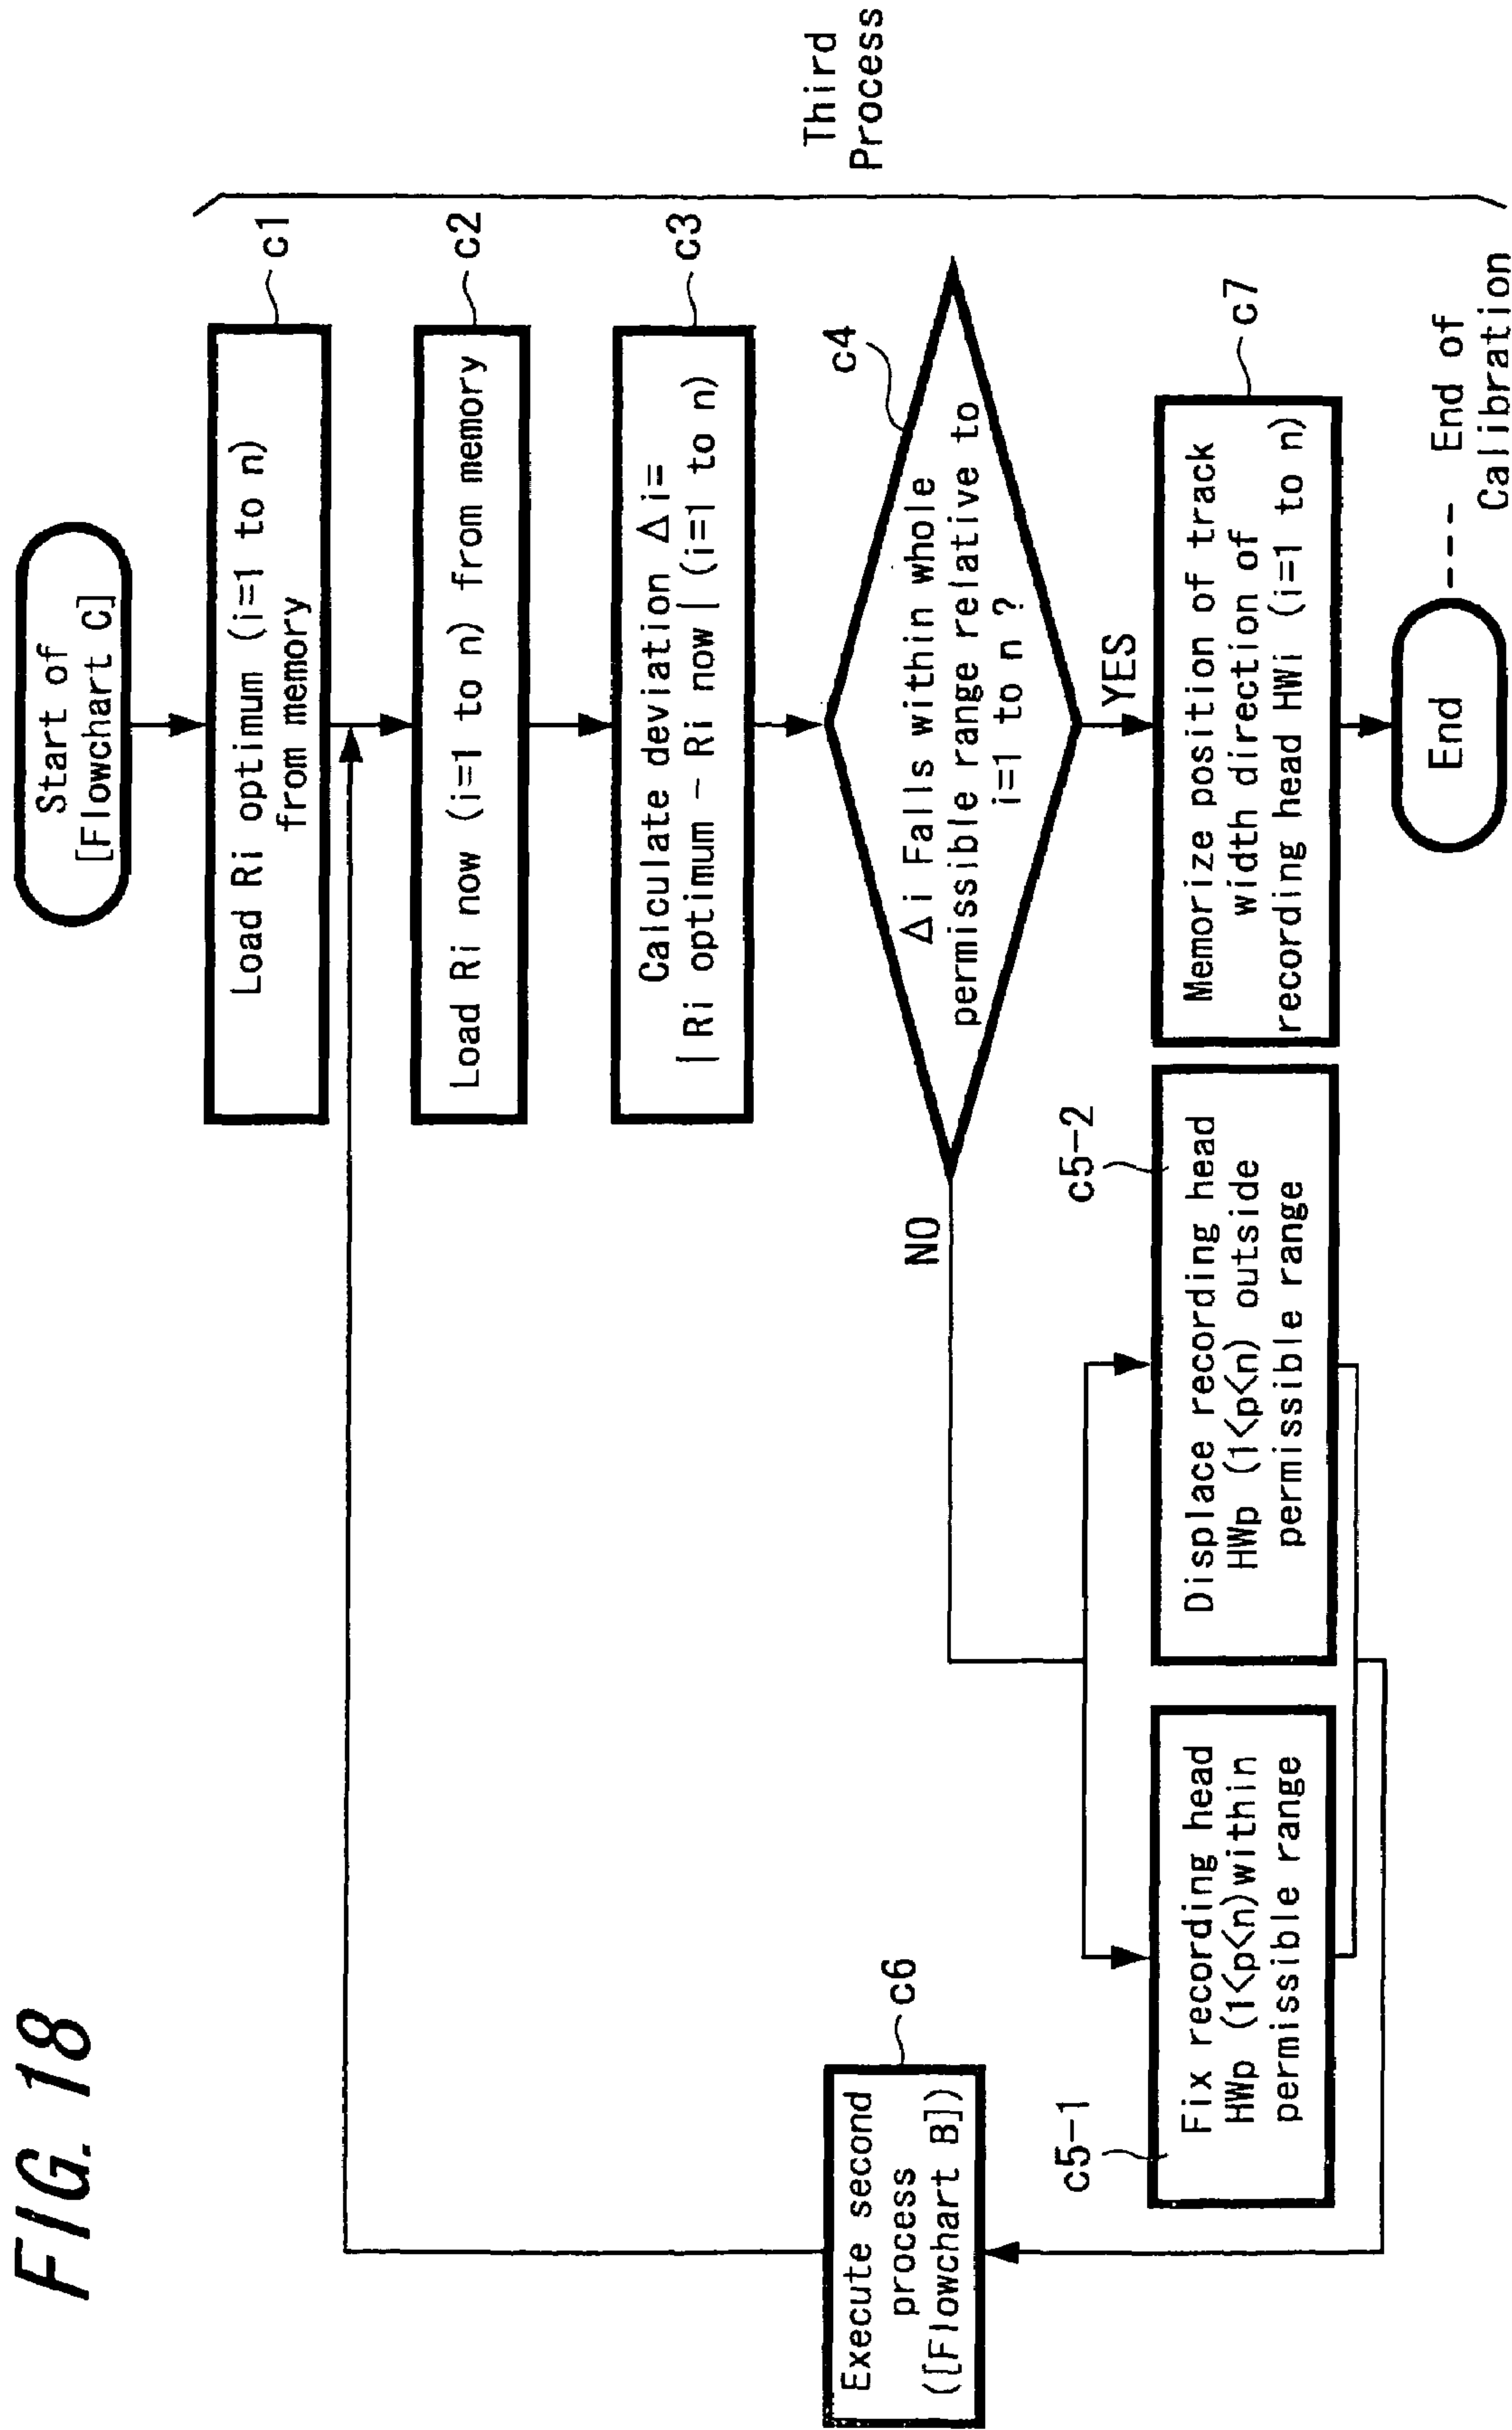 FIG. 18
Start of
[Flowchart C]
Load Ri optimum (i=1 to n)
from memory
c1
Load Ri now (i=1 to n) from memory
c2
Calculate deviation Δi=
|Ri optimum - Ri now| (i=1 to n)
c3
Δi Falls within whole
permissible range relative to
i=1 to n?
c4
NO
YES
Execute second
process
([Flowchart B])
c6
Fix recording head
HWp (1<p<n)within
permissible range
c5-1
Displace recording head
HWp (1<p<n) outside
permissible range
c5-2
Memorize position of track
width direction of
recording head HWi (i=1 to n)
c7
End
---- End of
Calibration
Third
Process